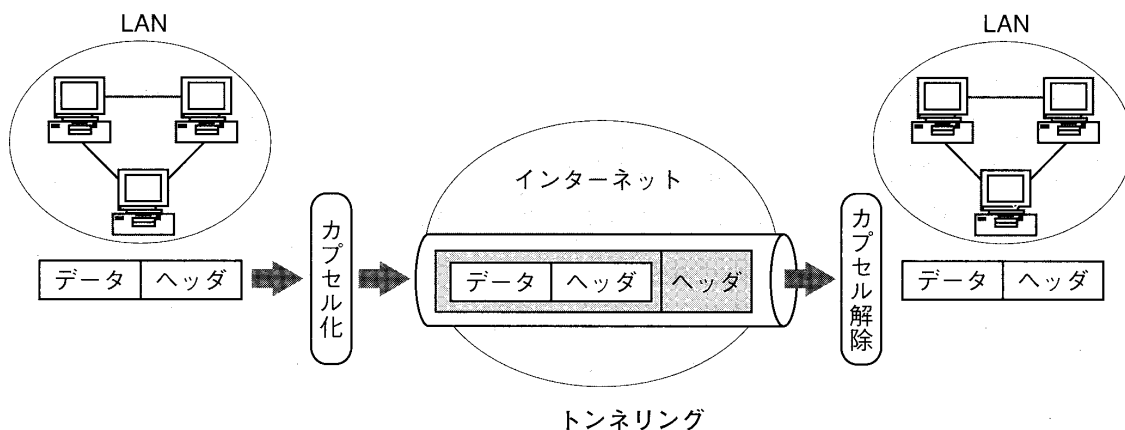 LAN
LAN
インターネット
データ ヘッダ
カプセル化
データ ヘッダ ヘッダ
カプセル解除
データ ヘッダ
トンネリング